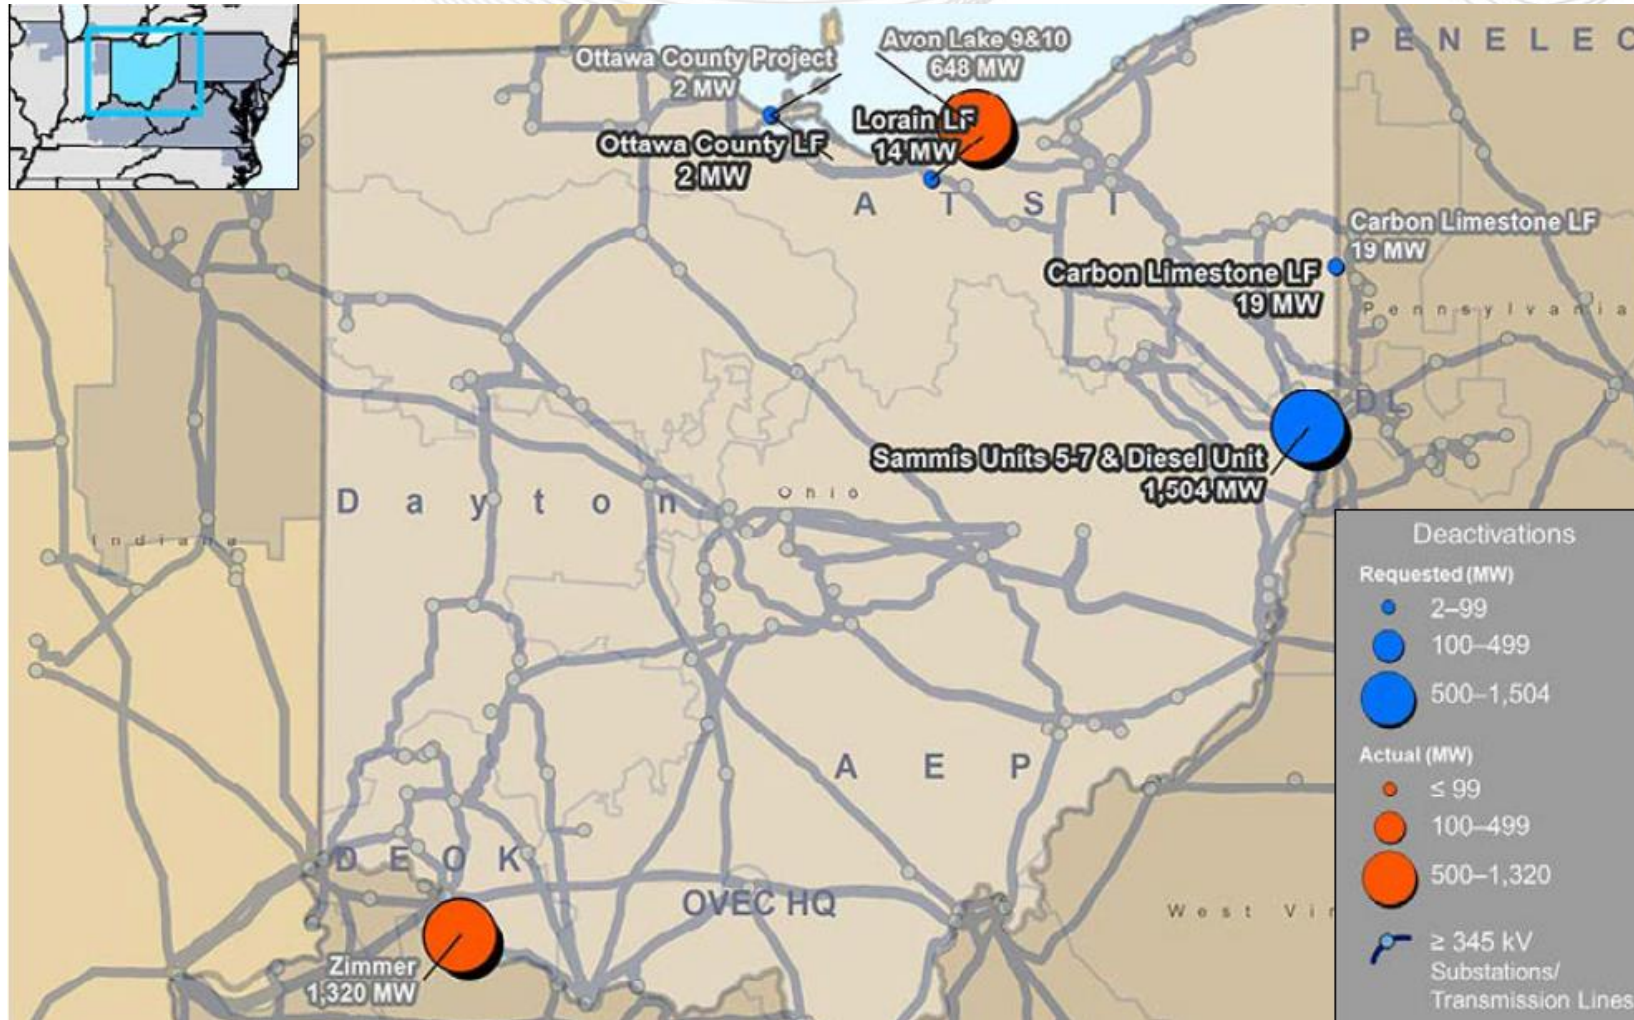 PENELEC
Ottawa County Project
2 MW
Avon Lake 9&10
648 MW
Lorain LF
14 MW
Ottawa County LF
2 MW
ATSI
Carbon Limestone LF
19 MW
Carbon Limestone LF
19 MW
Pennsylvania
DL
Sammis Units 5-7 & Diesel Unit
1,504 MW
Dayton
Ohio
Indiana
AEP
DEOK
OVEC HQ
West Vir
Zimmer
1,320 MW
Deactivations
Requested (MW)
2–99
100–499
500–1,504
Actual (MW)
≤ 99
100–499
500–1,320
≥ 345 kV
Substations/
Transmission Lines